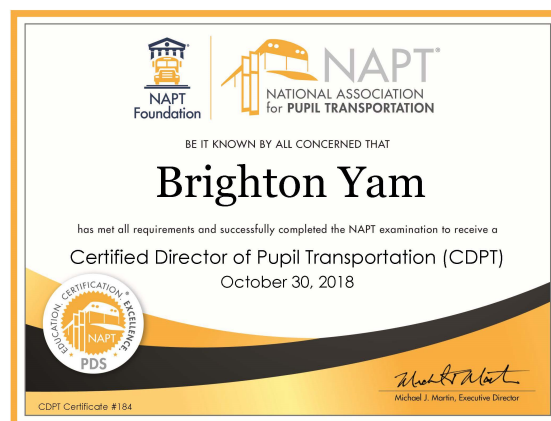 NAPT
Foundation
NAPT®
NATIONAL ASSOCIATION
for PUPIL TRANSPORTATION
BE IT KNOWN BY ALL CONCERNED THAT
Brighton Yam
has met all requirements and successfully completed the NAPT examination to receive a
Certified Director of Pupil Transportation (CDPT)
October 30, 2018
EDUCATION. CERTIFICATION. EXCELLENCE.
NAPT
PDS
Michael J. Martin, Executive Director
CDPT Certificate #184